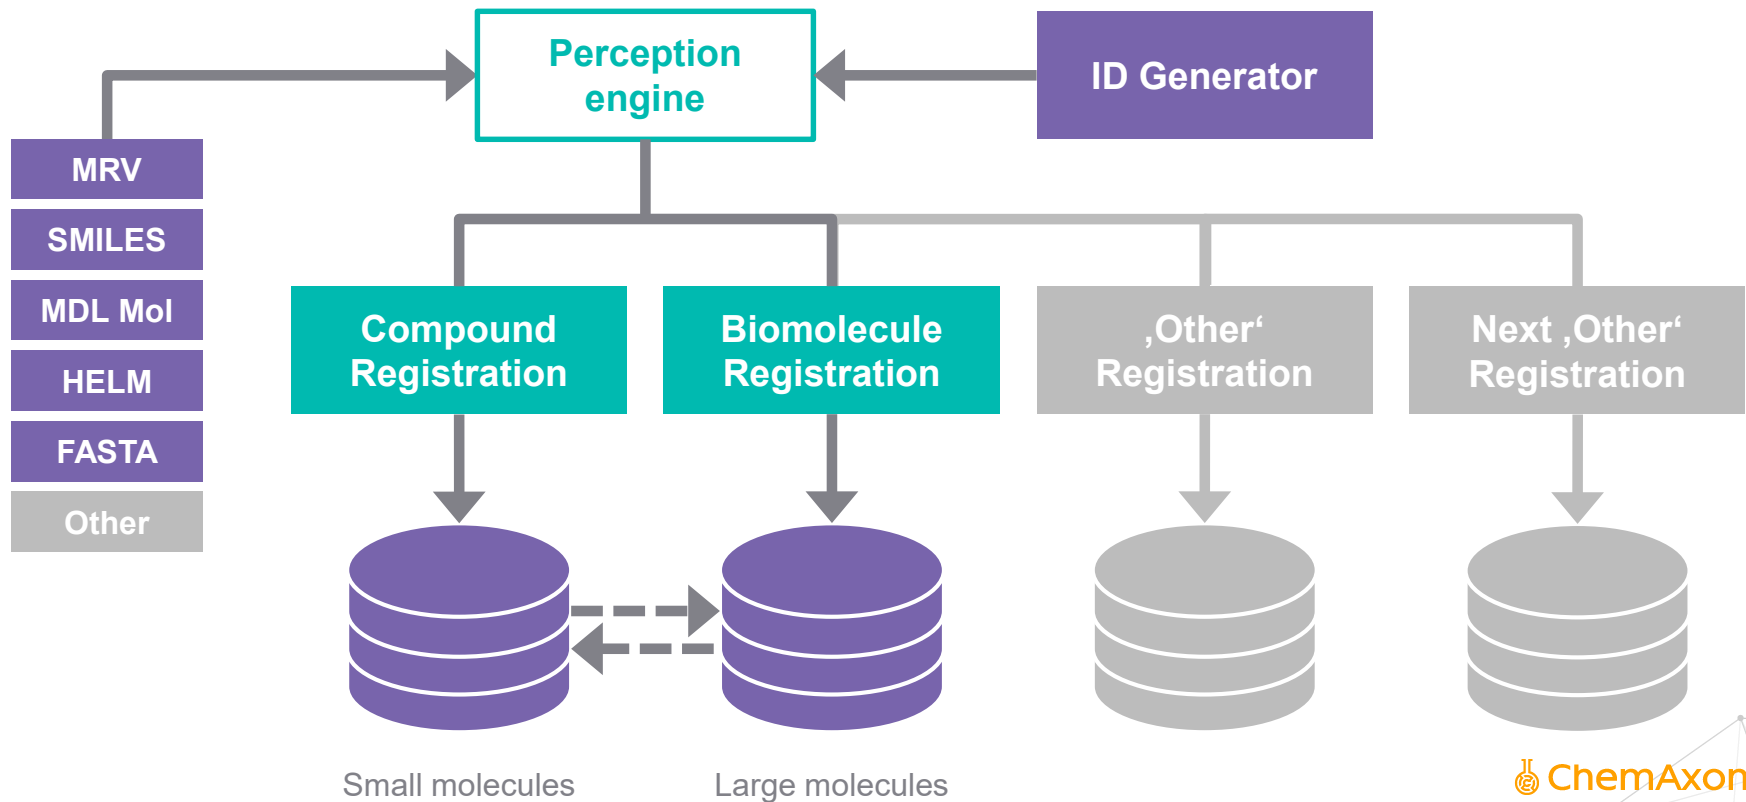 Perception
engine
ID Generator
MRV
SMILES
MDL Mol
HELM
FASTA
Other
Compound
Registration
Biomolecule
Registration
‚Other‘
Registration
Next ‚Other‘
Registration
Small molecules
Large molecules
ChemAxon